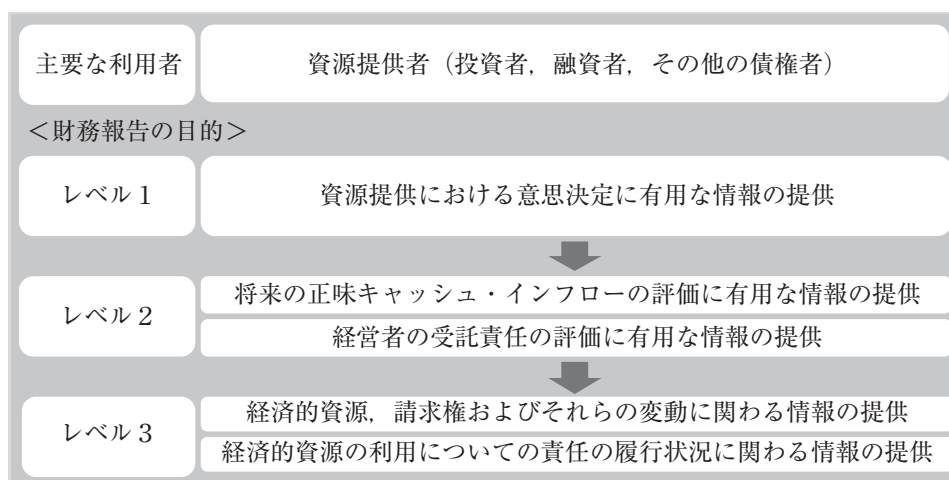 主要な利用者
資源提供者（投資者，融資者，その他の債権者）
＜財務報告の目的＞
レベル 1
資源提供における意思決定に有用な情報の提供
レベル 2
将来の正味キャッシュ・インフローの評価に有用な情報の提供
経営者の受託責任の評価に有用な情報の提供
レベル 3
経済的資源，請求権およびそれらの変動に関わる情報の提供
経済的資源の利用についての責任の履行状況に関わる情報の提供